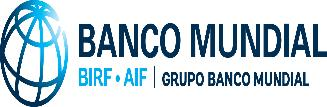 BANCO MUNDIAL
BIRF • AIF | GRUPO BANCO MUNDIAL